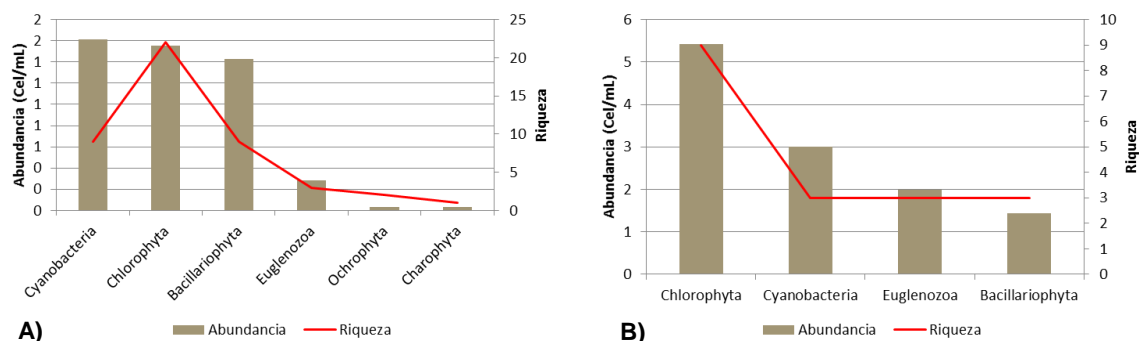 Abundancia (Cel/mL)
2
2
1
1
1
1
1
0
0
0
25
20
15
10
5
0
Riqueza
Cyanobacteria
Chlorophyta
Bacillariophyta
Euglenozoa
Ochrophyta
Charophyta
A)
Abundancia
Riqueza
Abundancia (Cel/mL)
6
5
4
3
2
1
0
10
9
8
7
6
5
4
3
2
1
0
Riqueza
Chlorophyta Cyanobacteria Euglenozoa Bacillariophyta
B)
Abundancia
Riqueza